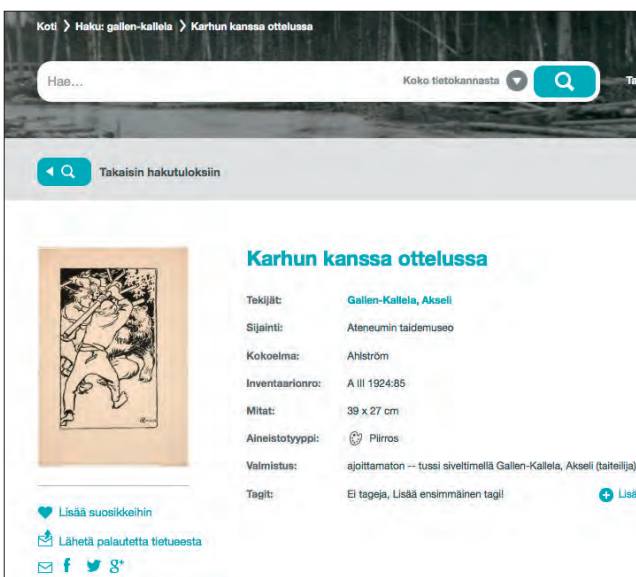 Koti > Haku: gallen-kallela > Karhun kanssa ottelussa
Hae... Koko tietokannasta
Takaisin hakutuloksiin
Karhun kanssa ottelussa
Tekijät: Gallen-Kallela, Akseli
Sijainti: Ateneumin taidemuseo
Kokoelma: Ahlström
Inventaarionro: A III 1924:85
Mitat: 39 x 27 cm
Aineistotyyppi: Piirros
Valmistus: ajoittamaton -- tussi siveltimellä Gallen-Kallela, Akseli (taiteilija)
Tagit: Ei tageja, Lisää ensimmäinen tagi! Lisä
Lisää suosikkeihin
Lähetä palautetta tietueesta